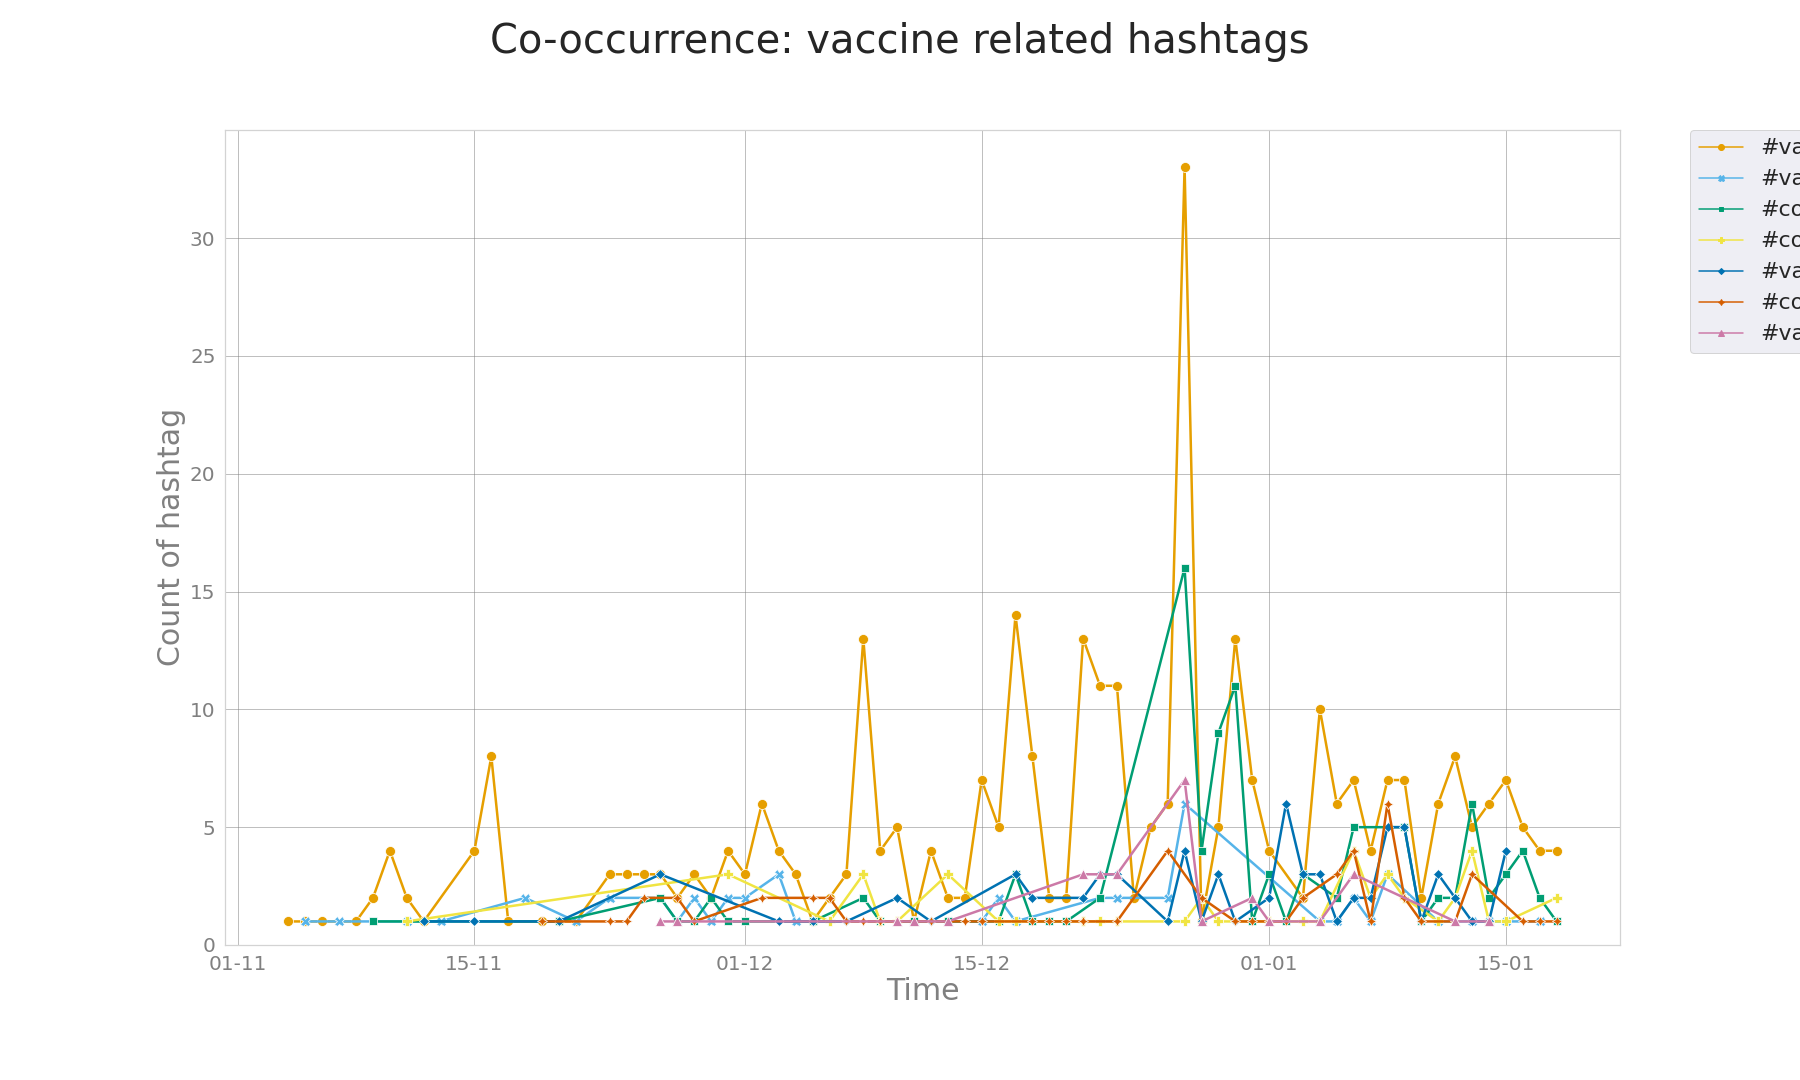 Co-occurrence: vaccine related hashtags
#va
#va
#co
#co
#va
#co
#va
30
25
20
15
10
5
0
Count of hashtag
01-11 15-11 01-12 15-12 01-01 15-01
Time